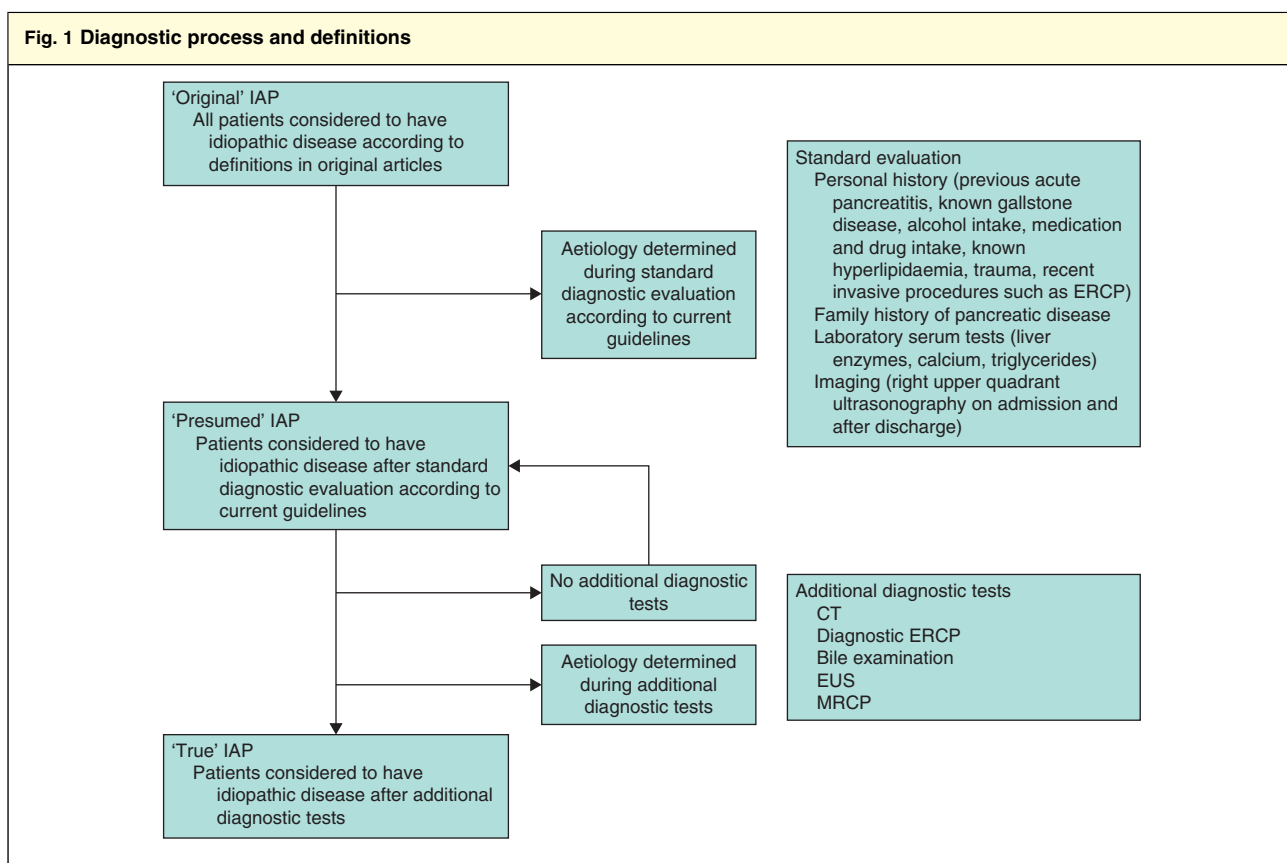 Fig. 1 Diagnostic process and definitions
‘Original’ IAP
All patients considered to have
idiopathic disease according to
definitions in original articles
Standard evaluation
Personal history (previous acute
pancreatitis, known gallstone
disease, alcohol intake, medication
and drug intake, known
hyperlipidaemia, trauma, recent
invasive procedures such as ERCP)
Family history of pancreatic disease
Laboratory serum tests (liver
enzymes, calcium, triglycerides)
Imaging (right upper quadrant
ultrasonography on admission and
after discharge)
Aetiology determined
during standard
diagnostic evaluation
according to current
guidelines
‘Presumed’ IAP
Patients considered to have
idiopathic disease after standard
diagnostic evaluation according to
current guidelines
No additional diagnostic
tests
Additional diagnostic tests
CT
Diagnostic ERCP
Bile examination
EUS
MRCP
Aetiology determined
during additional
diagnostic tests
‘True’ IAP
Patients considered to have
idiopathic disease after additional
diagnostic tests